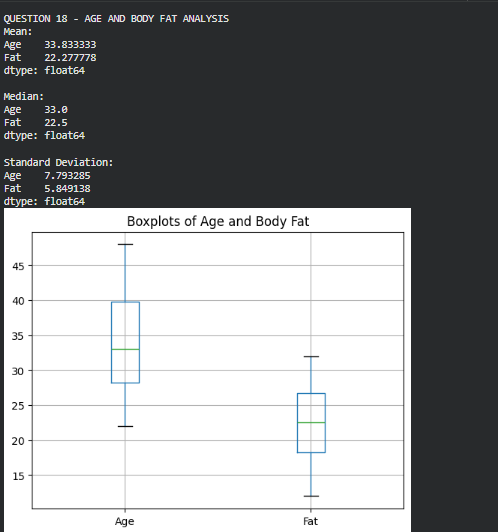 QUESTION 18 - AGE AND BODY FAT ANALYSIS
Mean:
Age    33.833333
Fat    22.277778
dtype: float64

Median:
Age    33.0
Fat    22.5
dtype: float64

Standard Deviation:
Age    7.793285
Fat    5.849138
dtype: float64
Boxplots of Age and Body Fat
45
40
35
30
25
20
15
Age Fat